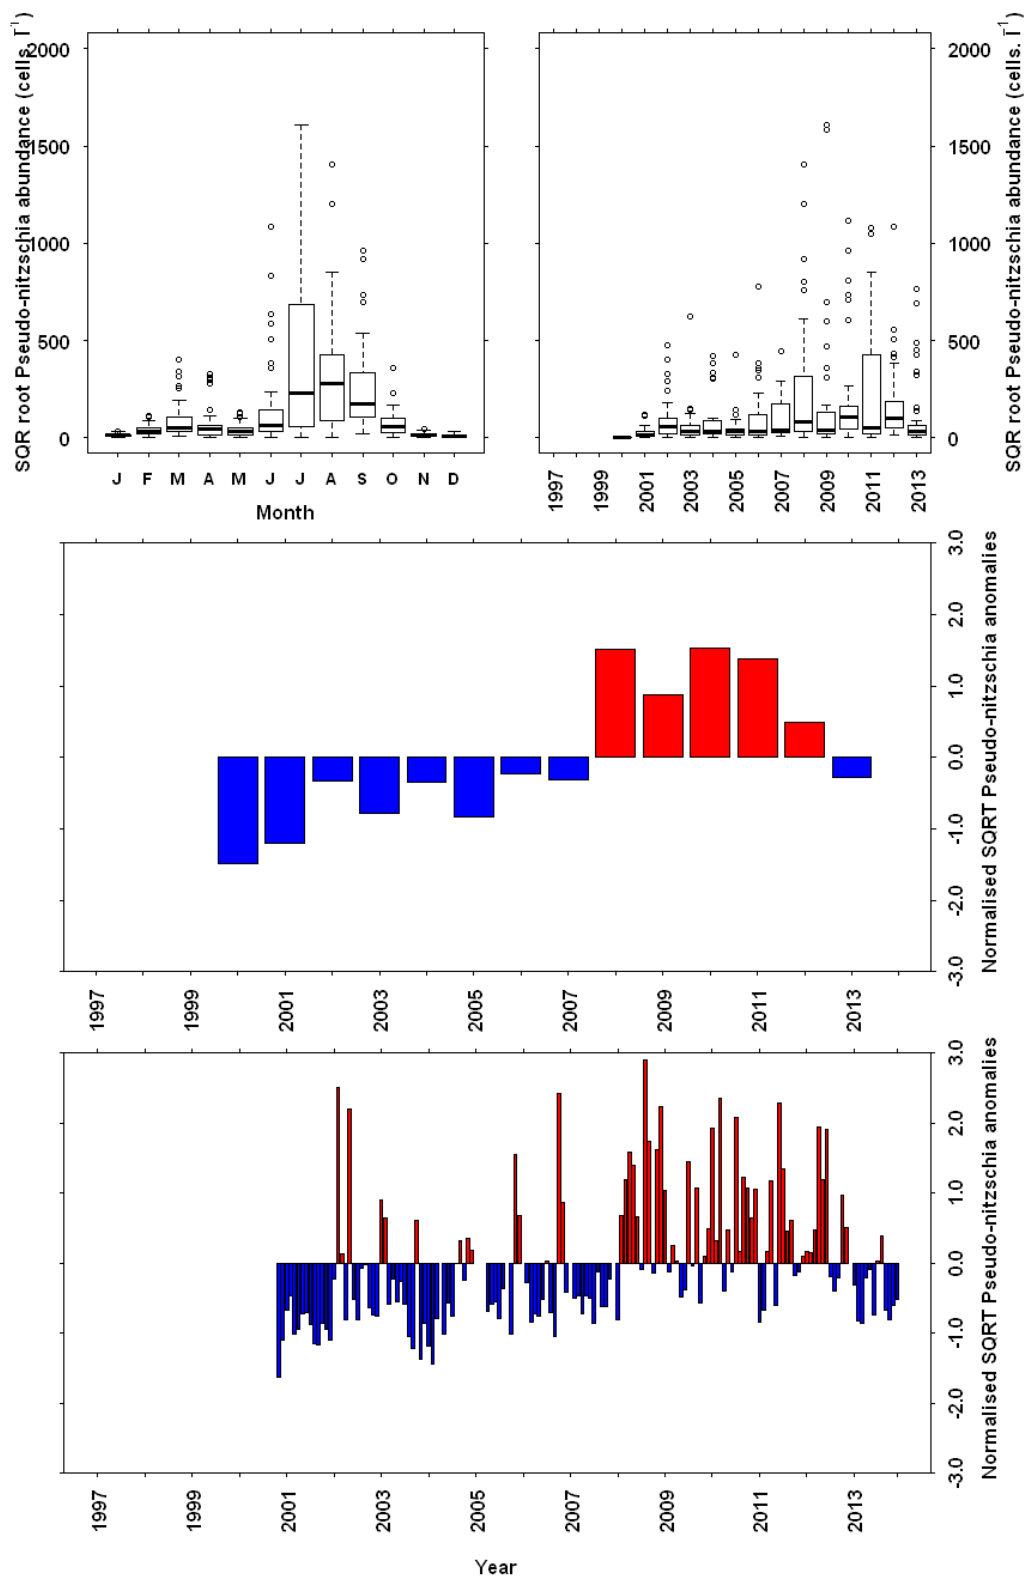 SQR root Pseudo-nitzschia abundance (cells. l⁻¹)
2000
1500
1000
500
0
J F M A M J J A S O N D
Month
2000
1500
1000
500
0
SQR root Pseudo-nitzschia abundance (cells. l⁻¹)
1997 1999 2001 2003 2005 2007 2009 2011 2013
3.0
2.0
1.0
0.0
-1.0
-2.0
-3.0
Normalised SQRT Pseudo-nitzschia anomalies
1997 1999 2001 2003 2005 2007 2009 2011 2013
3.0
2.0
1.0
0.0
-1.0
-2.0
-3.0
Normalised SQRT Pseudo-nitzschia anomalies
1997 1999 2001 2003 2005 2007 2009 2011 2013
Year